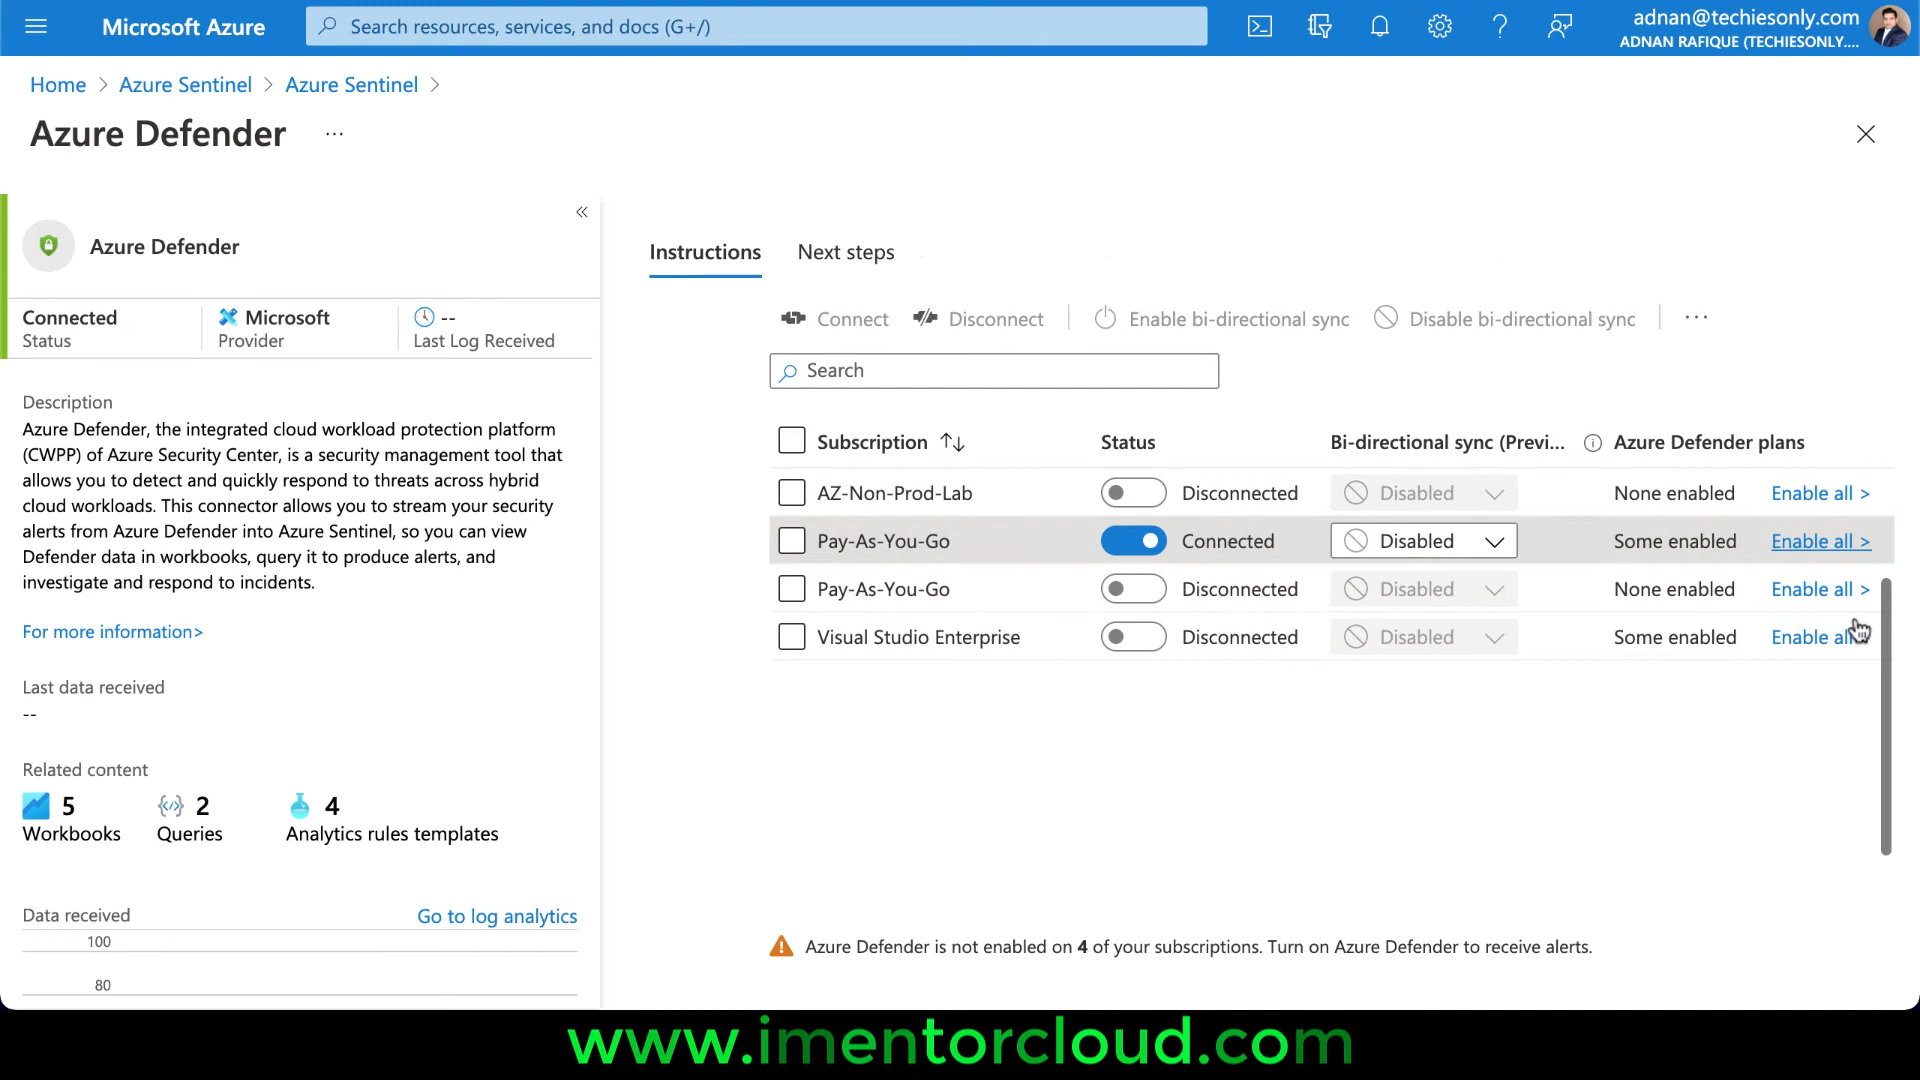 Microsoft Azure
Search resources, services, and docs (G+/)
adnan@techiesonly.com
ADNAN RAFIQUE (TECHIESONLY....
Home > Azure Sentinel > Azure Sentinel >
Azure Defender ...
Azure Defender
Connected
Status
Microsoft
Provider
--
Last Log Received
Description
Azure Defender, the integrated cloud workload protection platform
(CWPP) of Azure Security Center, is a security management tool that
allows you to detect and quickly respond to threats across hybrid
cloud workloads. This connector allows you to stream your security
alerts from Azure Defender into Azure Sentinel, so you can view
Defender data in workbooks, query it to produce alerts, and
investigate and respond to incidents.
For more information>
Last data received
--
Related content
5 Workbooks
2 Queries
4 Analytics rules templates
Data received Go to log analytics
100
80
Instructions Next steps
Connect Disconnect Enable bi-directional sync Disable bi-directional sync ...
Search
Subscription Status Bi-directional sync (Previ... Azure Defender plans
AZ-Non-Prod-Lab Disconnected Disabled None enabled Enable all >
Pay-As-You-Go Connected Disabled Some enabled Enable all >
Pay-As-You-Go Disconnected Disabled None enabled Enable all >
Visual Studio Enterprise Disconnected Disabled Some enabled Enable all
Azure Defender is not enabled on 4 of your subscriptions. Turn on Azure Defender to receive alerts.
www.imentorcloud.com